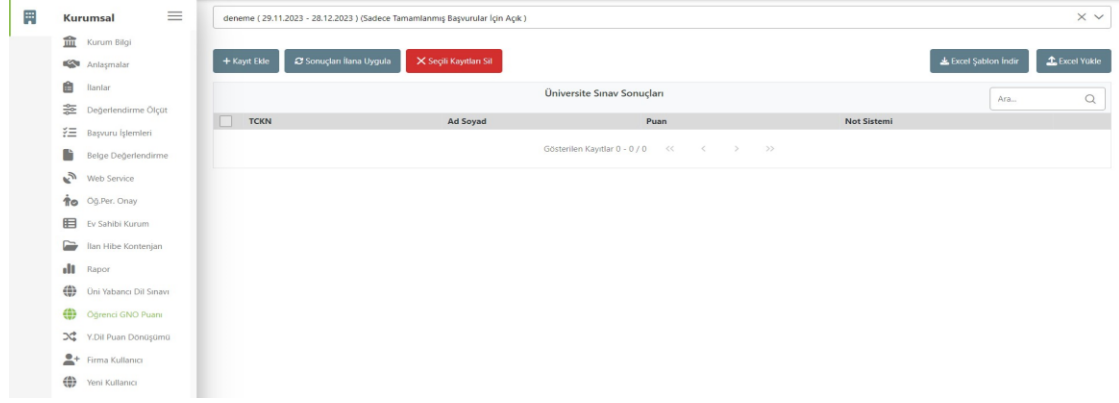 Kurumsal
Kurum Bilgi
Anlaşmalar
İlanlar
Değerlendirme Ölçüt
Başvuru İşlemleri
Belge Değerlendirme
Web Service
Öğ.Per. Onay
Ev Sahibi Kurum
İlan Hibe Kontenjan
Rapor
Üni Yabancı Dil Sınavı
Öğrenci GNO Puanı
Y.Dil Puan Dönüşümü
Firma Kullanıcı
Yeni Kullanıcı
deneme ( 29.11.2023 - 28.12.2023 ) (Sadece Tamamlanmış Başvurular İçin Açık )
+ Kayıt Ekle Sonuçları İlana Uygula Seçili Kayıtları Sil Excel Şablon İndir Excel Yükle
Üniversite Sınav Sonuçları
Ara...
TCKN Ad Soyad Puan Not Sistemi
Gösterilen Kayıtlar 0 - 0 / 0 << < > >>